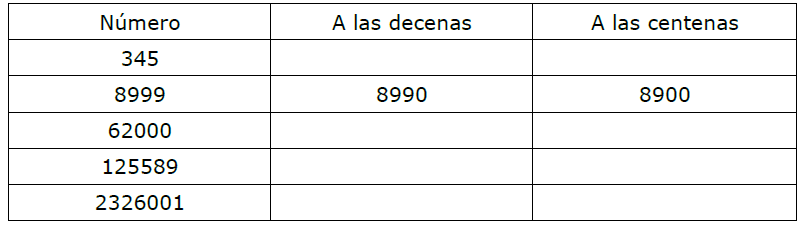 Número A las decenas A las centenas
345
8999 8990 8900
62000
125589
2326001